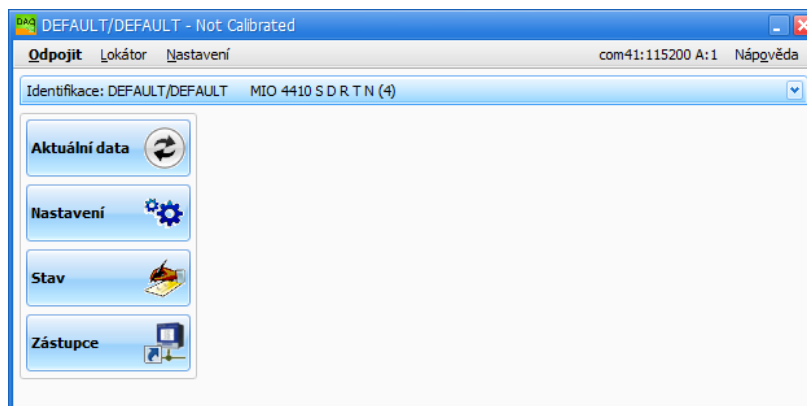 DAQ DEFAULT/DEFAULT - Not Calibrated
Odpojit Lokátor Nastavení com41:115200 A:1 Nápověda
Identifikace: DEFAULT/DEFAULT MIO 4410 S D R T N (4)
Aktuální data
Nastavení
Stav
Zástupce